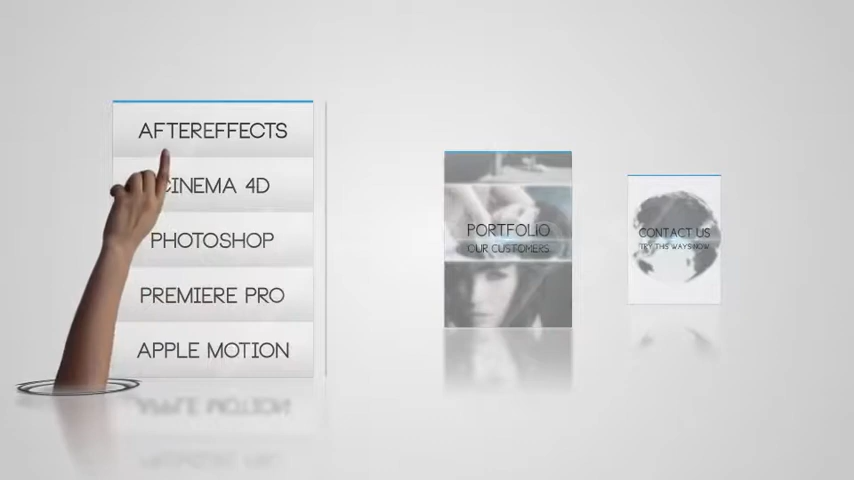 AFTEREFFECTS
CINEMA 4D
PHOTOSHOP
PREMIERE PRO
APPLE MOTION
PORTFOLiO
OUR CUSTOMERS
CONTACT US
TRY THIS WAYS NOW